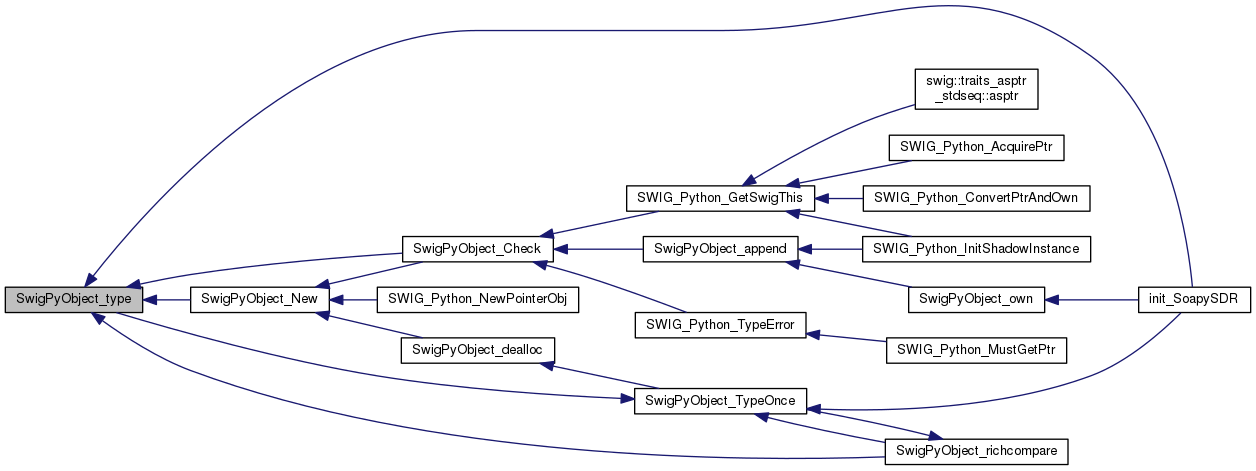 swig::traits_asptr
_stdseq::asptr
SWIG_Python_AcquirePtr
SWIG_Python_GetSwigThis
SWIG_Python_ConvertPtrAndOwn
SwigPyObject_Check
SwigPyObject_append
SWIG_Python_InitShadowInstance
SwigPyObject_type
SwigPyObject_New
SWIG_Python_NewPointerObj
SwigPyObject_own
init_SoapySDR
SWIG_Python_TypeError
SwigPyObject_dealloc
SWIG_Python_MustGetPtr
SwigPyObject_TypeOnce
SwigPyObject_richcompare